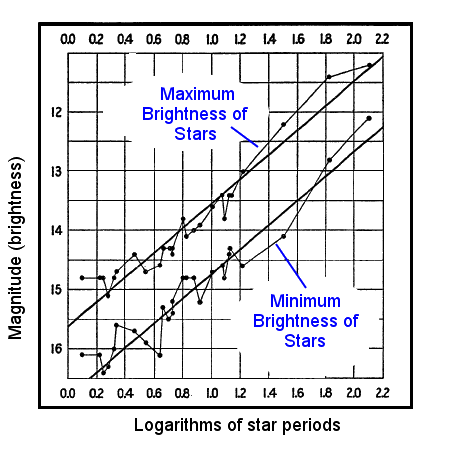 0.0 0.2 0.4 0.6 0.8 1.0 1.2 1.4 1.6 1.8 2.0 2.2
Maximum
Brightness of
Stars
12
13
14
15
16
Magnitude (brightness)
Minimum
Brightness of
Stars
0.0 0.2 0.4 0.6 0.8 1.0 1.2 1.4 1.6 1.8 2.0 2.2
Logarithms of star periods